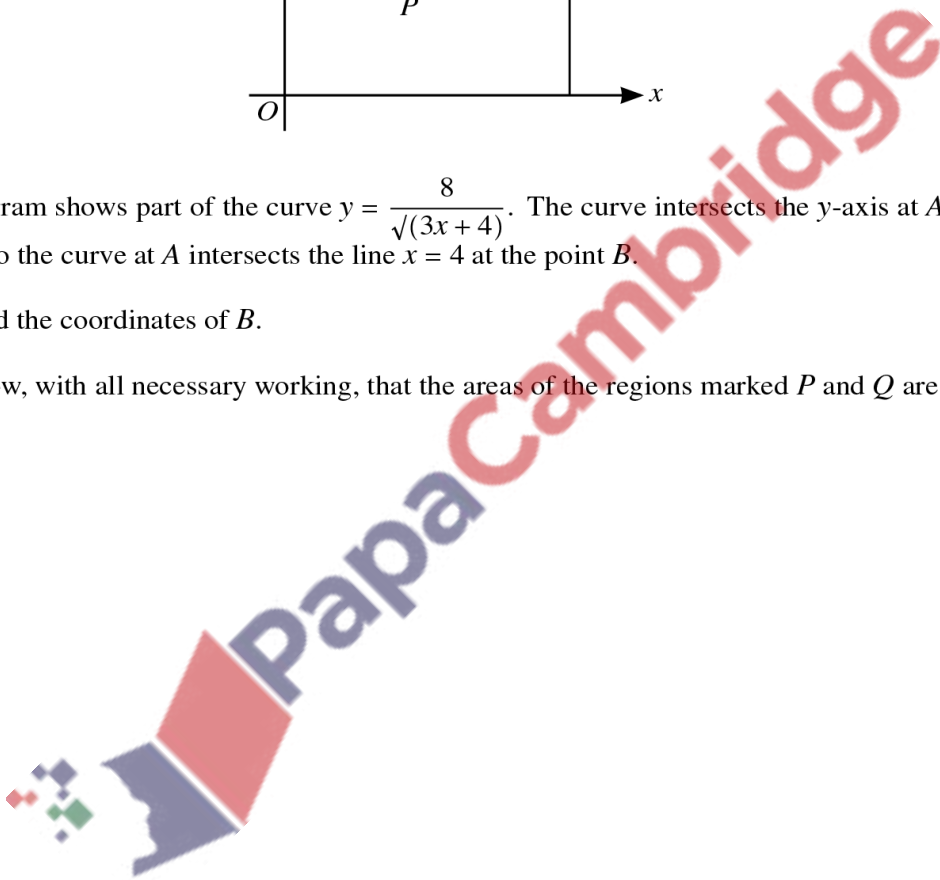 P
x
O
ram shows part of the curve y = 8/√(3x + 4). The curve intersects the y-axis at A
o the curve at A intersects the line x = 4 at the point B.
d the coordinates of B.
w, with all necessary working, that the areas of the regions marked P and Q are
PapaCambridge